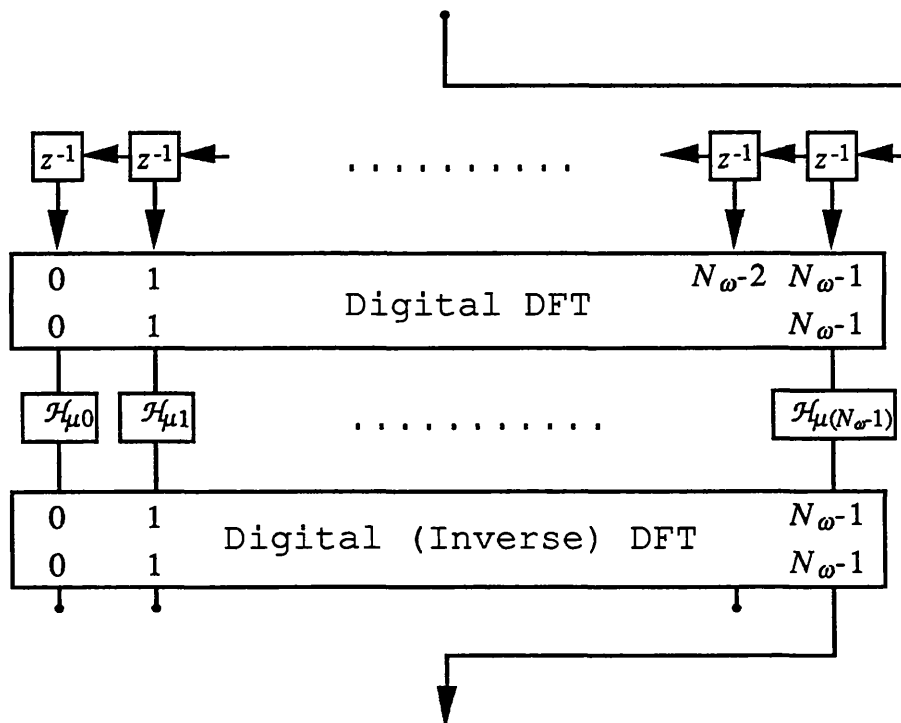 z⁻¹ z⁻¹ .......... z⁻¹ z⁻¹
0 1 N_ω-2 N_ω-1
Digital DFT
0 1 N_ω-1
ℋ_μ0 ℋ_μ1 ........... ℋ_μ(N_ω-1)
0 1 N_ω-1
Digital (Inverse) DFT
0 1 N_ω-1